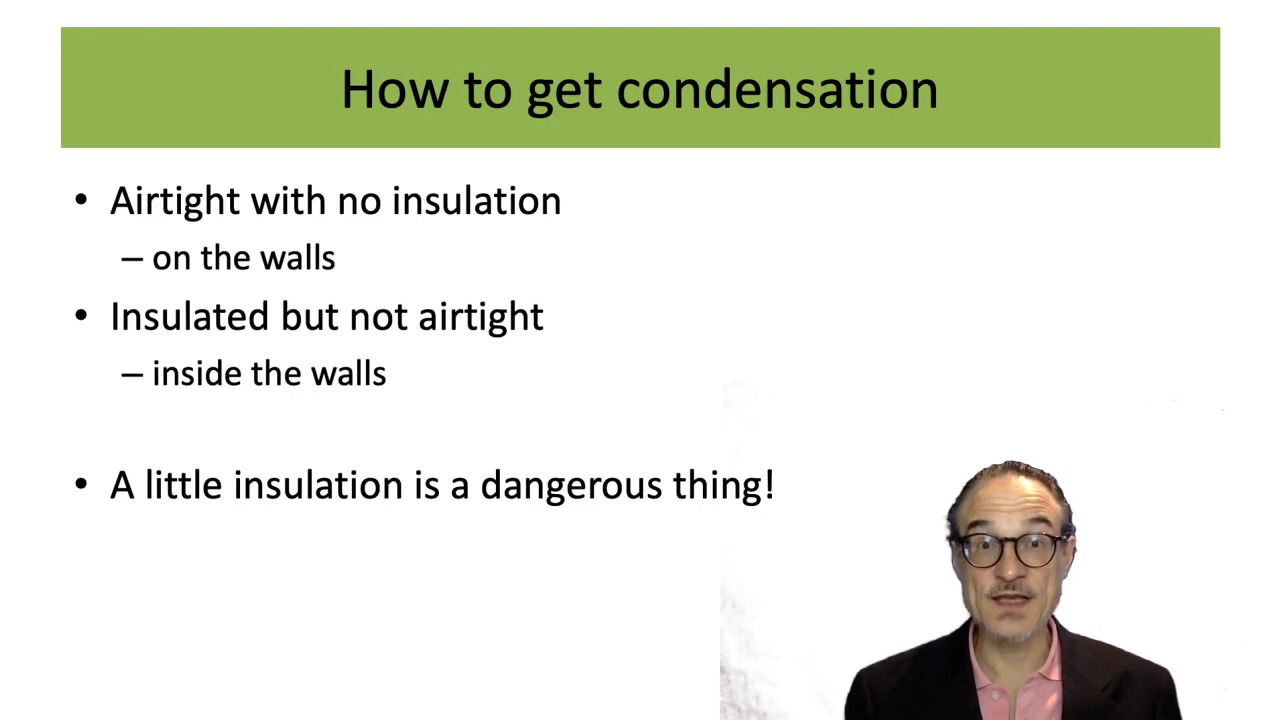 How to get condensation
• Airtight with no insulation
– on the walls
• Insulated but not airtight
– inside the walls
• A little insulation is a dangerous thing!